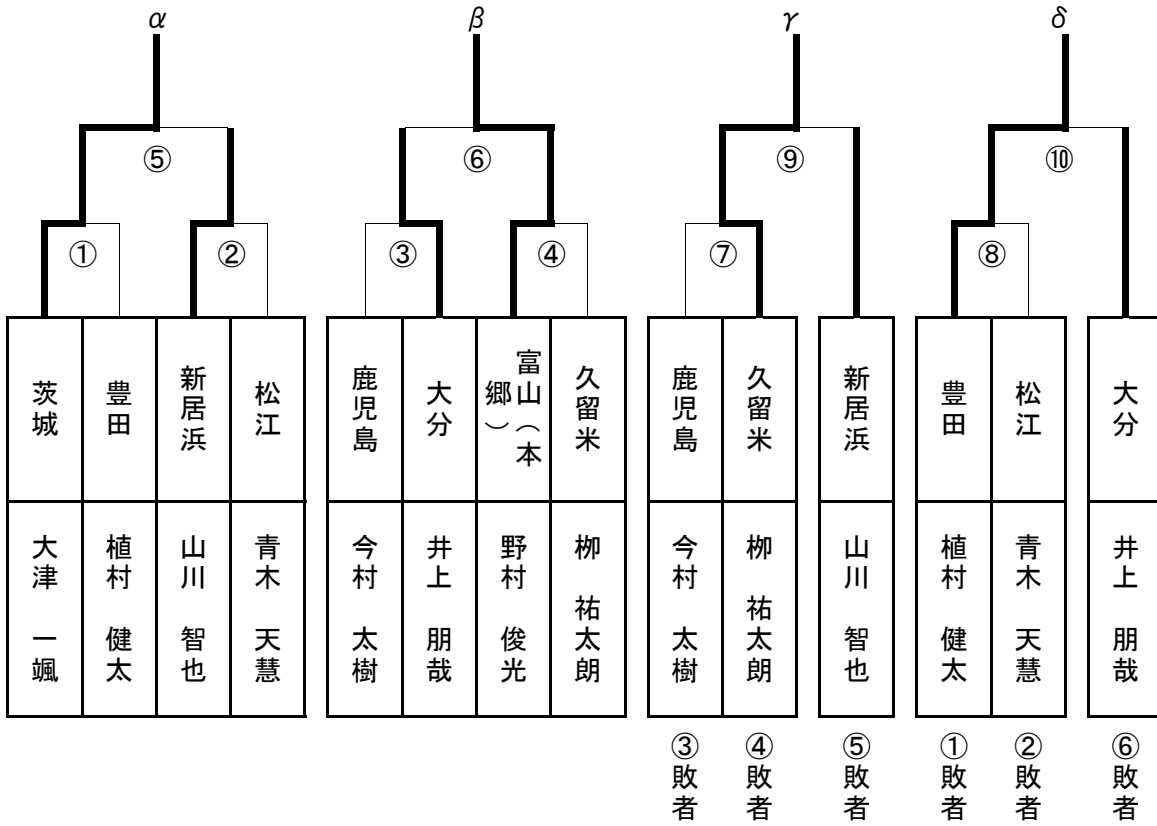 α
β
γ
δ
⑤
⑥
⑨
⑩
①
②
③
④
⑦
⑧
茨城
豊田
新居浜
松江
鹿児島
大分
富山（本
郷）
久留米
鹿児島
久留米
新居浜
豊田
松江
大分
大津 一颯
植村 健太
山川 智也
青木 天慧
今村 太樹
井上 朋哉
野村 俊光
栁 祐太朗
今村 太樹
栁 祐太朗
山川 智也
植村 健太
青木 天慧
井上 朋哉
③敗者
④敗者
⑤敗者
①敗者
②敗者
⑥敗者